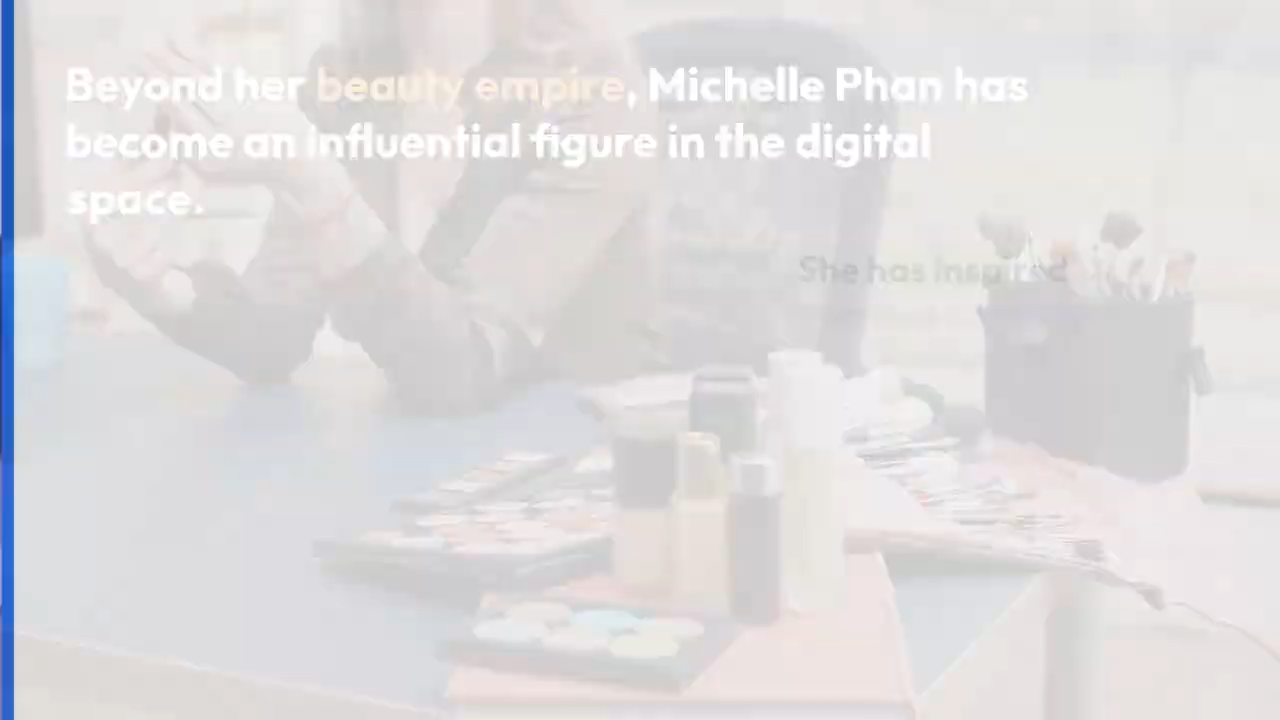 Beyond her beauty empire, Michelle Phan has
become an influential figure in the digital
space.
She has inspired